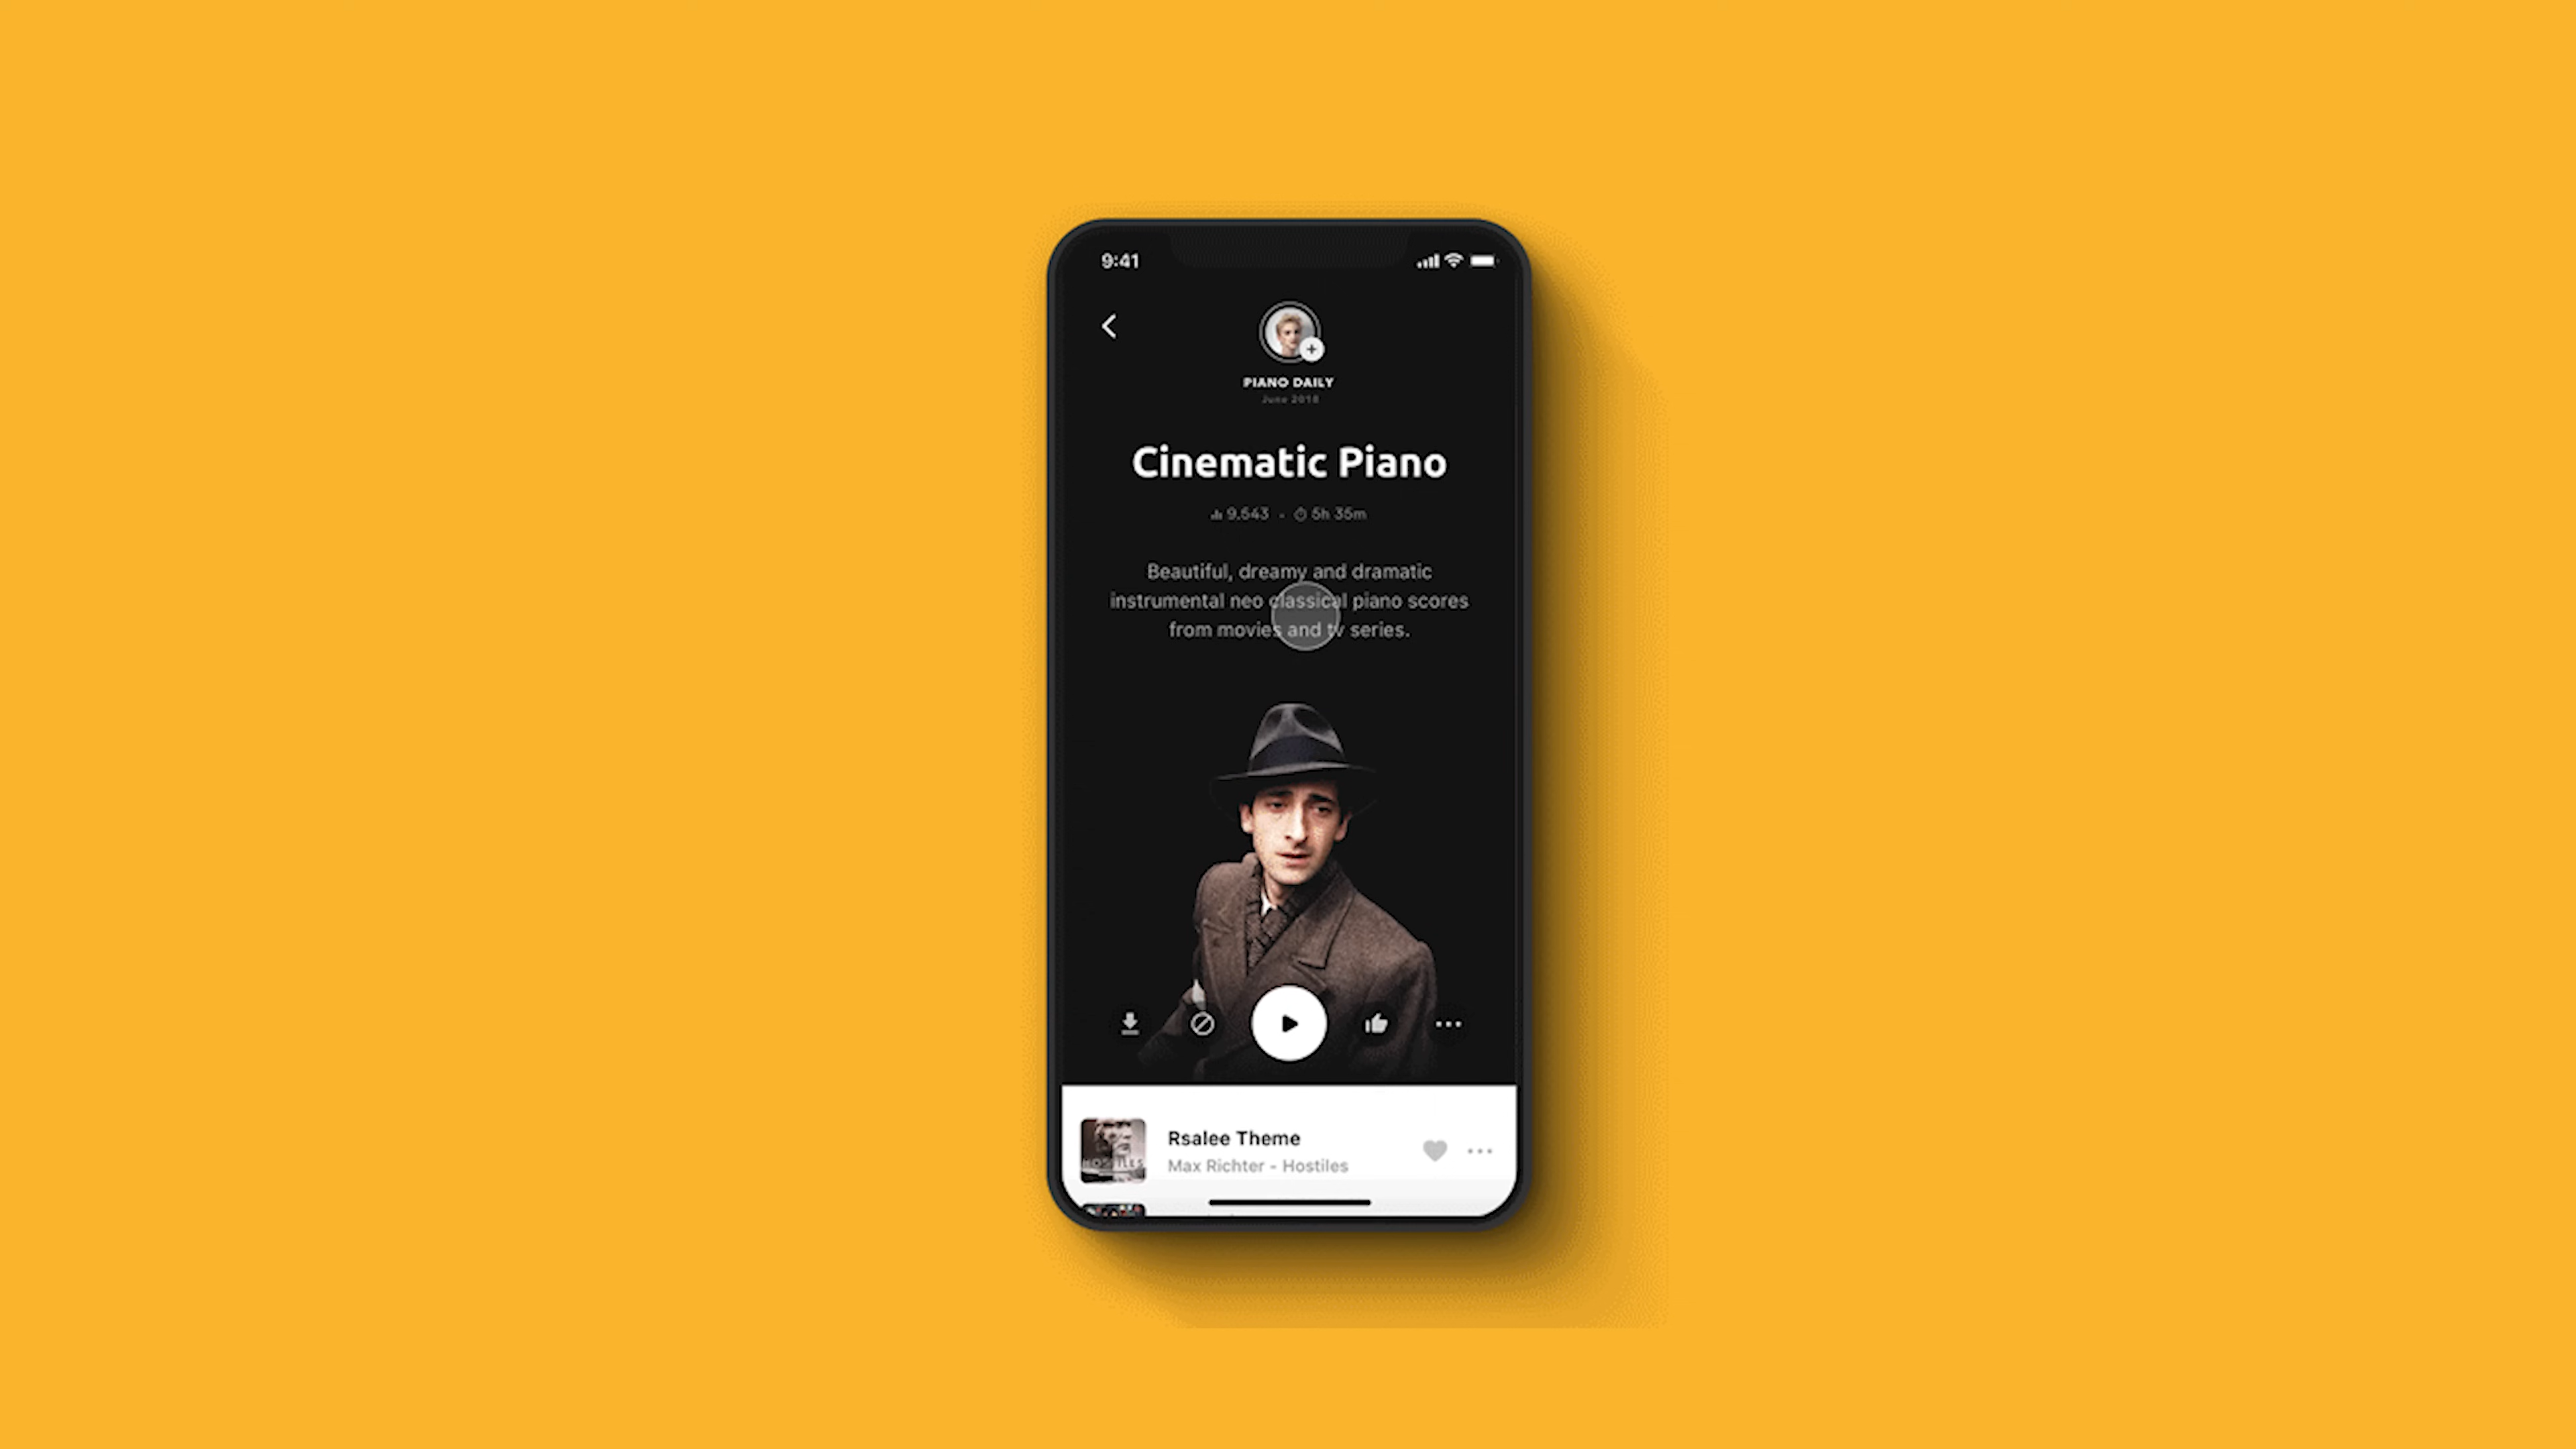 9:41
PIANO DAILY
June 2018
Cinematic Piano
9.543 • 5h 35m
Beautiful, dreamy and dramatic
instrumental neo classical piano scores
from movies and tv series.
HOSTILES
Rsalee Theme
Max Richter - Hostiles